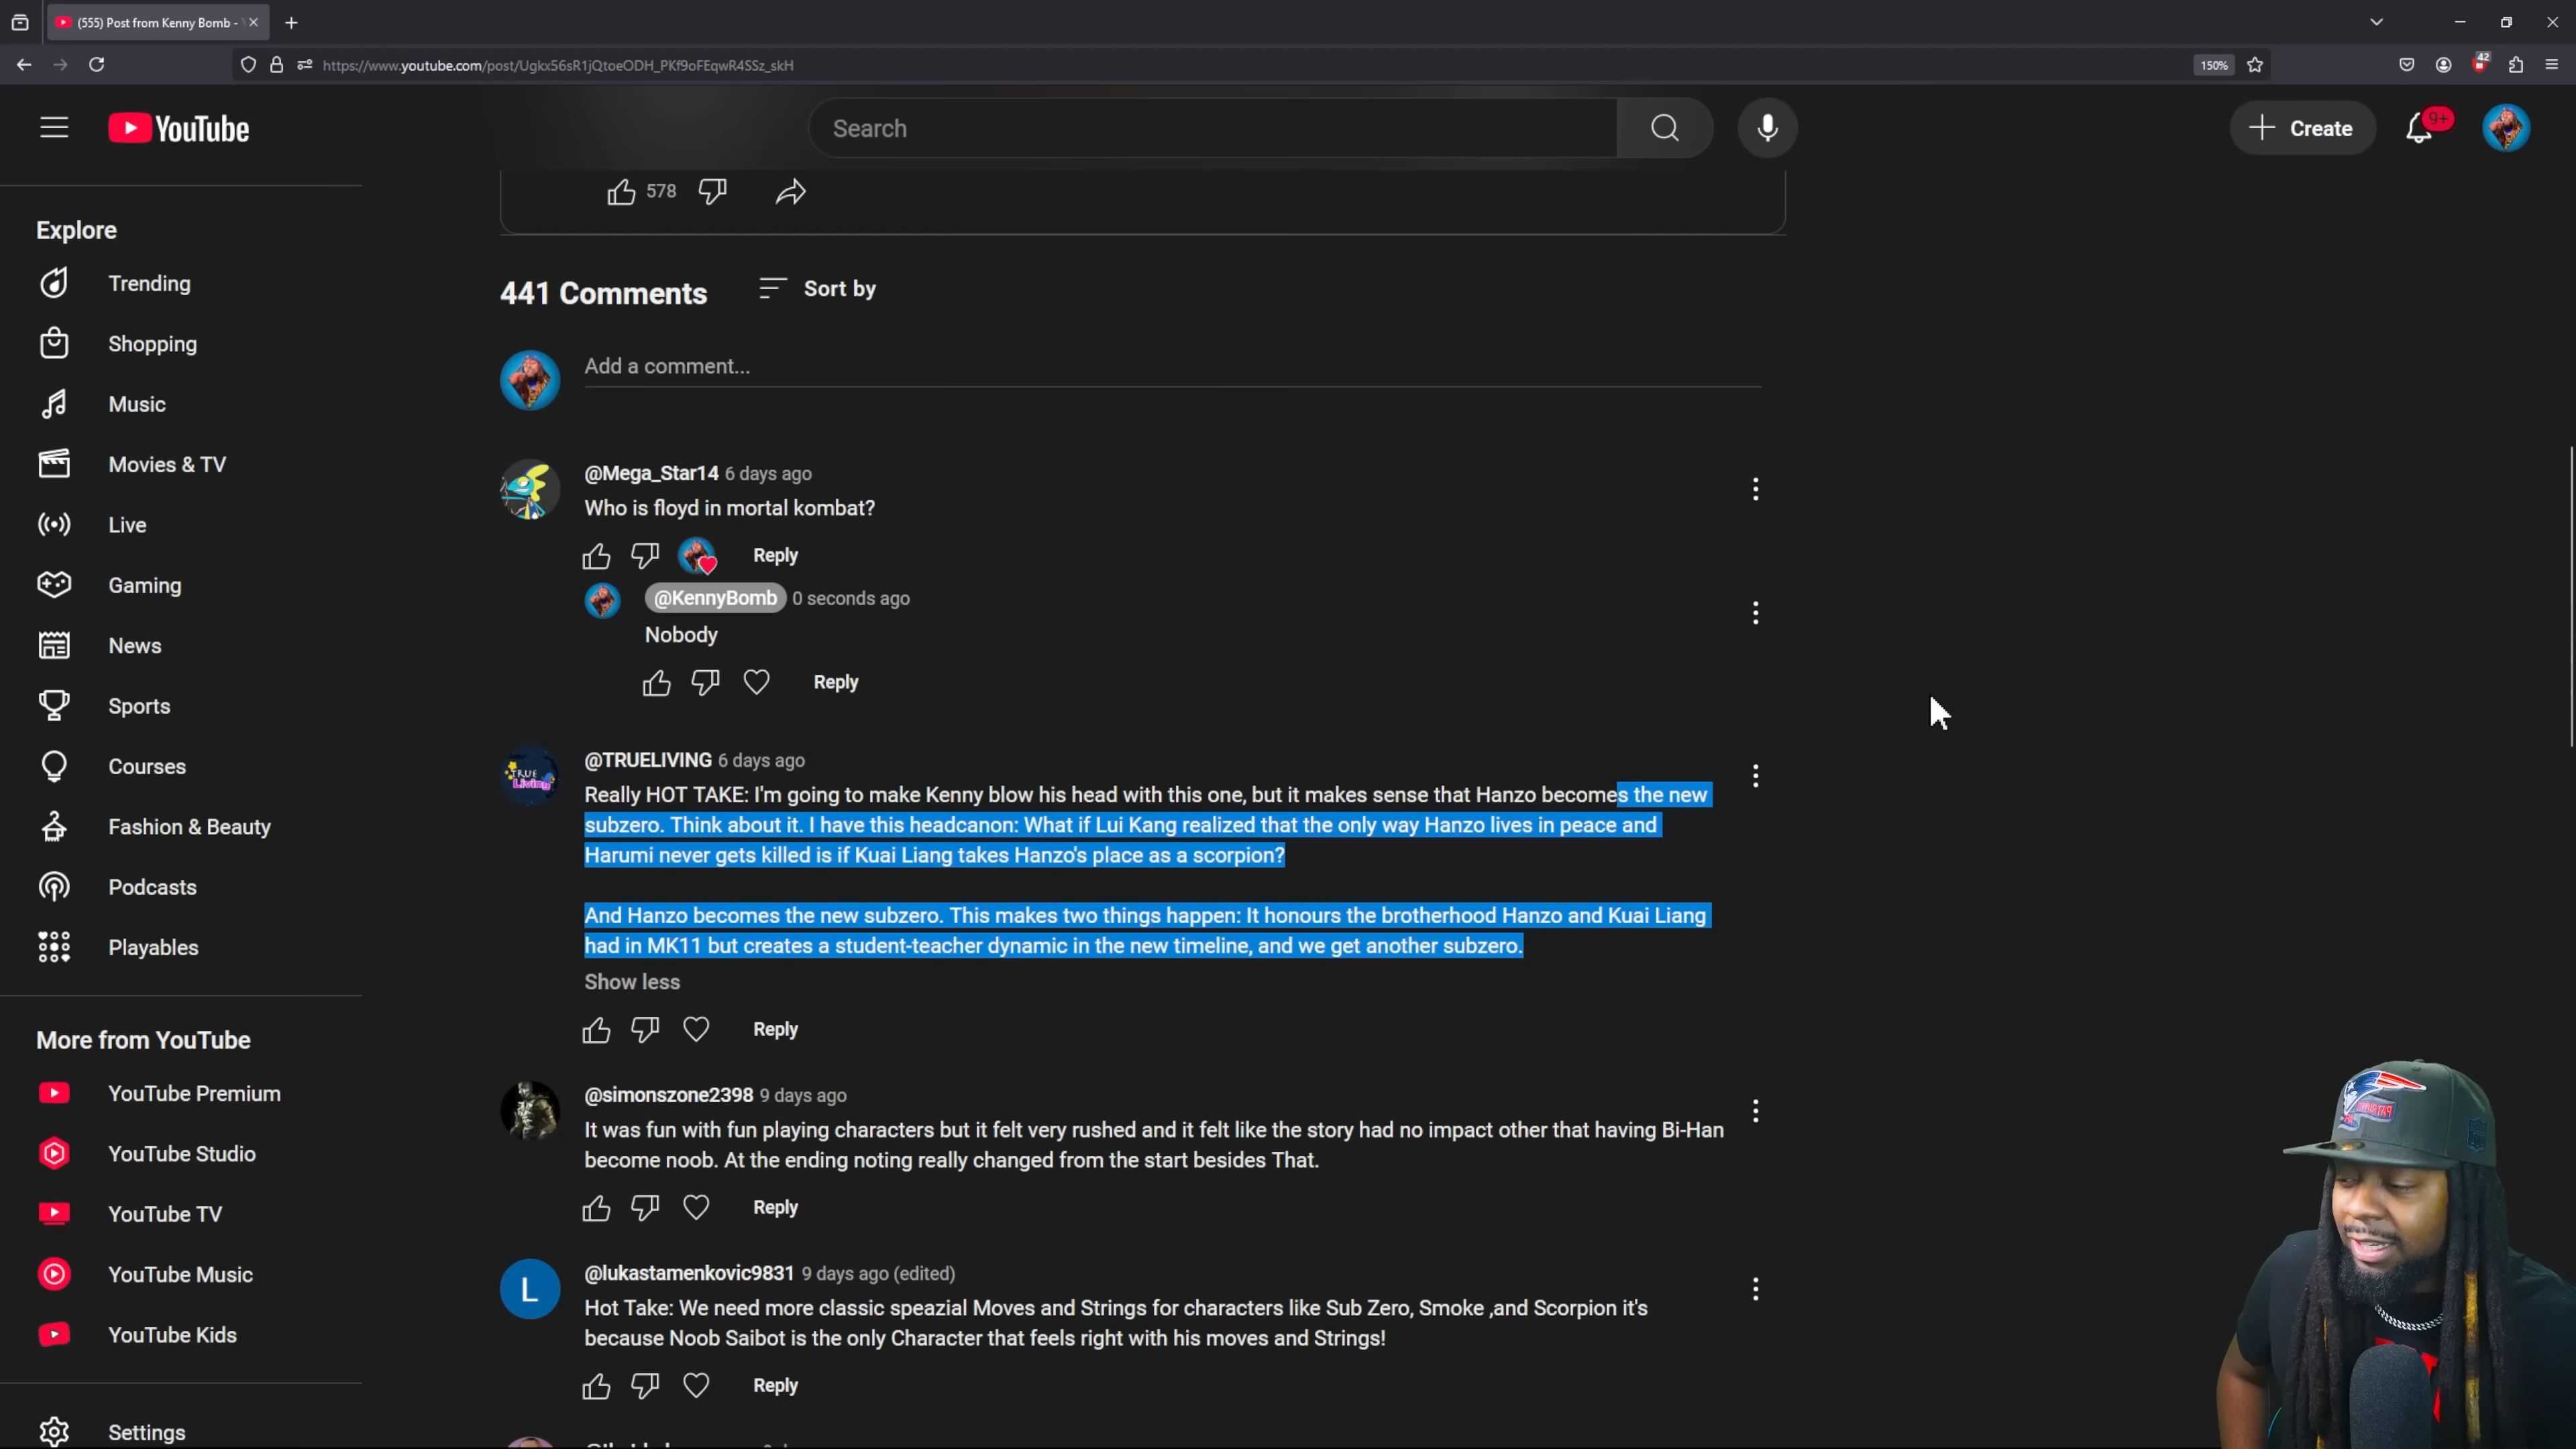 (555) Post from Kenny Bomb -
https://www.youtube.com/post/Ugkx56sR1jQtoeODH_PKf9oFEqwR4SSz_skH
150%
42
YouTube
Search
Create
9+
578
Explore
Trending
Shopping
Music
Movies & TV
Live
Gaming
News
Sports
Courses
Fashion & Beauty
Podcasts
Playables
More from YouTube
YouTube Premium
YouTube Studio
YouTube TV
YouTube Music
YouTube Kids
Settings
441 Comments
Sort by
Add a comment...
@Mega_Star14 6 days ago
Who is floyd in mortal kombat?
Reply
@KennyBomb 0 seconds ago
Nobody
Reply
TRUE Living
@TRUELIVING 6 days ago
Really HOT TAKE: I'm going to make Kenny blow his head with this one, but it makes sense that Hanzo becomes the new
subzero. Think about it. I have this headcanon: What if Lui Kang realized that the only way Hanzo lives in peace and
Harumi never gets killed is if Kuai Liang takes Hanzo's place as a scorpion?
And Hanzo becomes the new subzero. This makes two things happen: It honours the brotherhood Hanzo and Kuai Liang
had in MK11 but creates a student-teacher dynamic in the new timeline, and we get another subzero.
Show less
Reply
@simonszone2398 9 days ago
It was fun with fun playing characters but it felt very rushed and it felt like the story had no impact other that having Bi-Han
become noob. At the ending noting really changed from the start besides That.
Reply
L
@lukastamenkovic9831 9 days ago (edited)
Hot Take: We need more classic speazial Moves and Strings for characters like Sub Zero, Smoke ,and Scorpion it's
because Noob Saibot is the only Character that feels right with his moves and Strings!
Reply